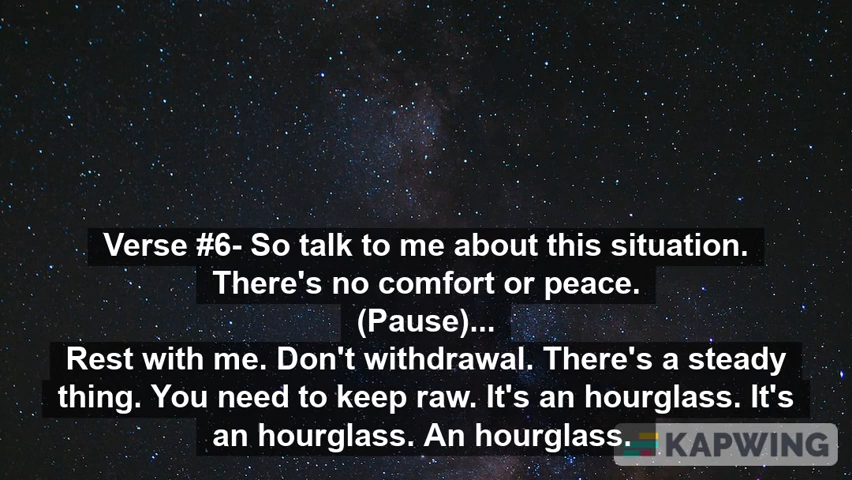 Verse #6- So talk to me about this situation.
There's no comfort or peace.
(Pause)...
Rest with me. Don't withdrawal. There's a steady
thing. You need to keep raw. It's an hourglass. It's
an hourglass. An hourglass.
KAPWING